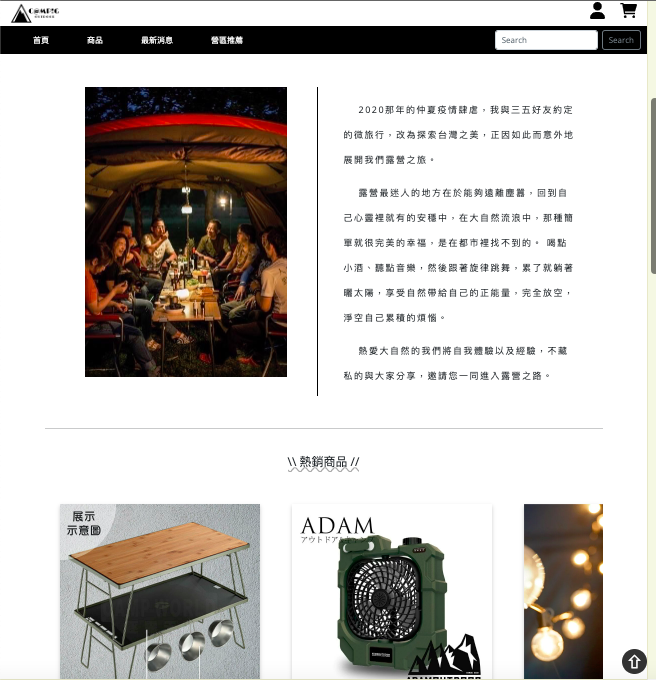 C@MPING
OUTDOOR
首頁 商品 最新消息 營區推薦 Search Search
2020那年的仲夏疫情肆虐，我與三五好友約定
的微旅行，改為探索台灣之美，正因如此而意外地
展開我們露營之旅。
露營最迷人的地方在於能夠遠離塵囂，回到自
己心靈裡就有的安穩中，在大自然流浪中，那種簡
單就很完美的幸福，是在都市裡找不到的。 喝點
小酒、聽點音樂，然後跟著旋律跳舞，累了就躺著
曬太陽，享受自然帶給自己的正能量，完全放空，
淨空自己累積的煩惱。
熱愛大自然的我們將自我體驗以及經驗，不藏
私的與大家分享，邀請您一同進入露營之路。
\\ 熱銷商品 //
展示
示意圖
ADAM
アウトドア
ADAMOUTDOOR